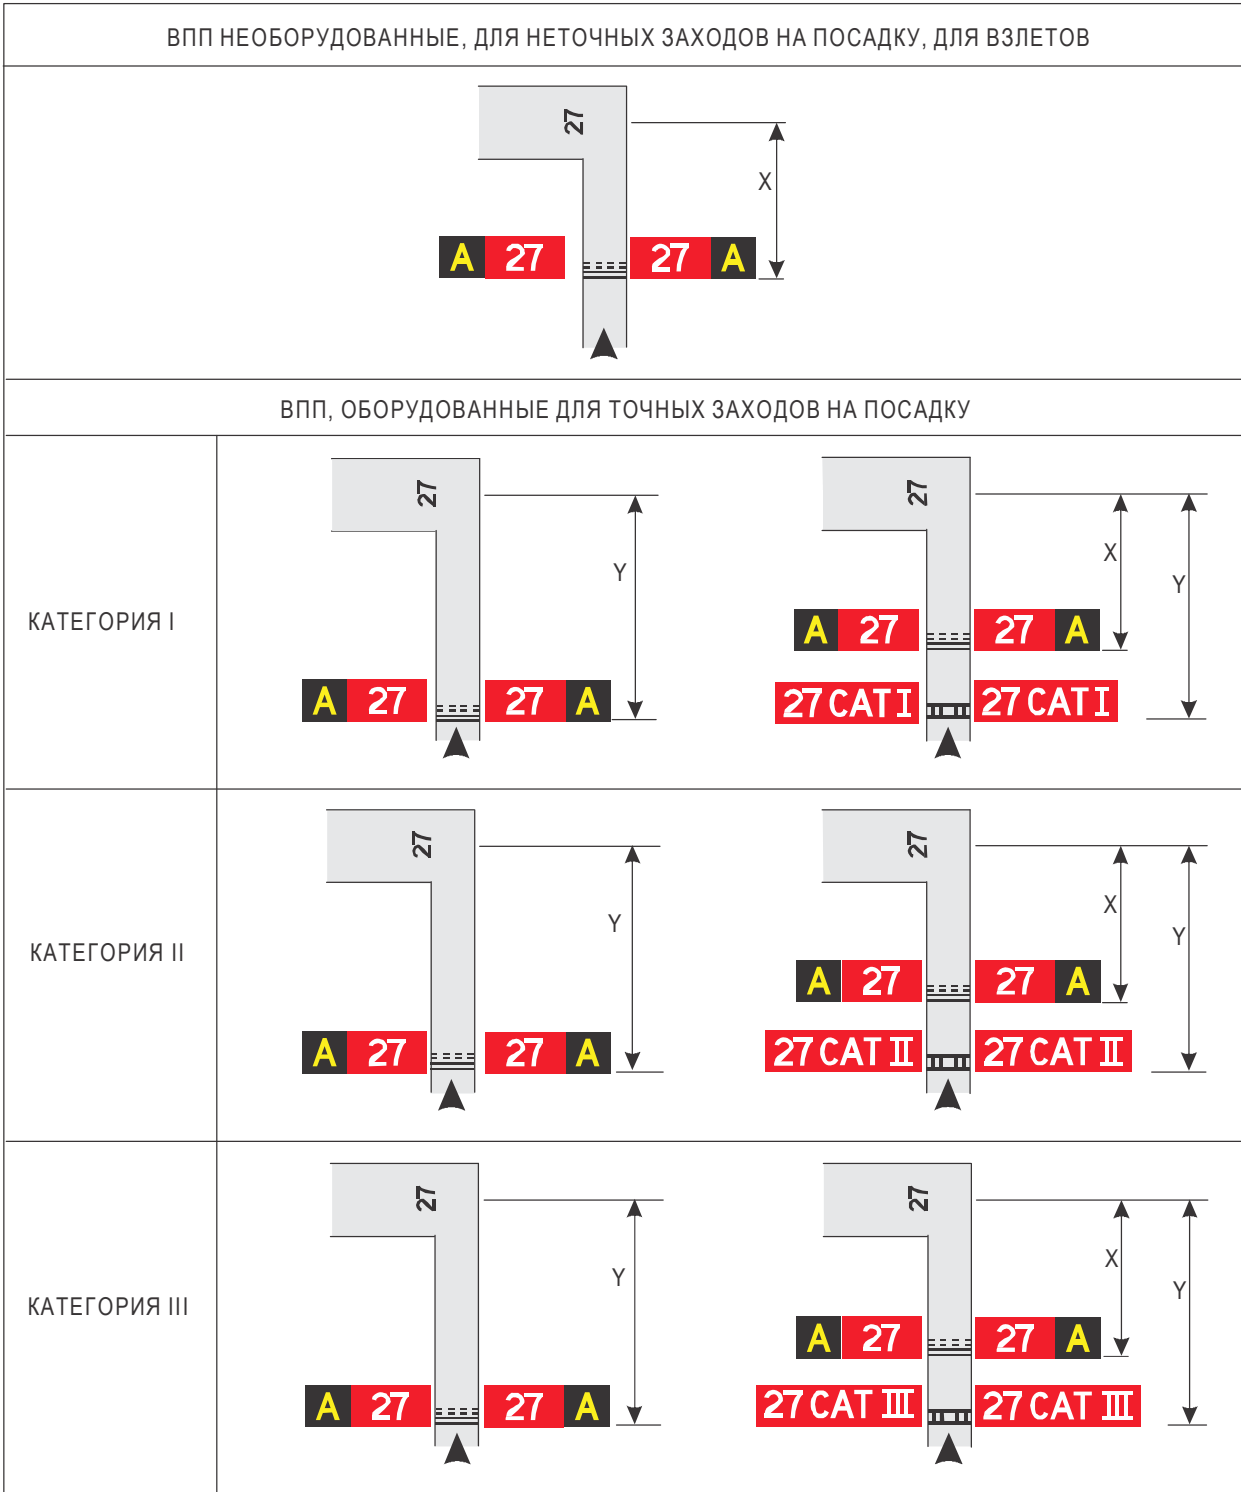 ВПП НЕОБОРУДОВАННЫЕ, ДЛЯ НЕТОЧНЫХ ЗАХОДОВ НА ПОСАДКУ, ДЛЯ ВЗЛЕТОВ
27
X
A 27 27 A
ВПП, ОБОРУДОВАННЫЕ ДЛЯ ТОЧНЫХ ЗАХОДОВ НА ПОСАДКУ
КАТЕГОРИЯ I
27
Y
A 27 27 A
27
X
Y
A 27 27 A
27 CAT I 27 CAT I
КАТЕГОРИЯ II
27
Y
A 27 27 A
27
X
Y
A 27 27 A
27 CAT II 27 CAT II
КАТЕГОРИЯ III
27
Y
A 27 27 A
27
X
Y
A 27 27 A
27 CAT III 27 CAT III